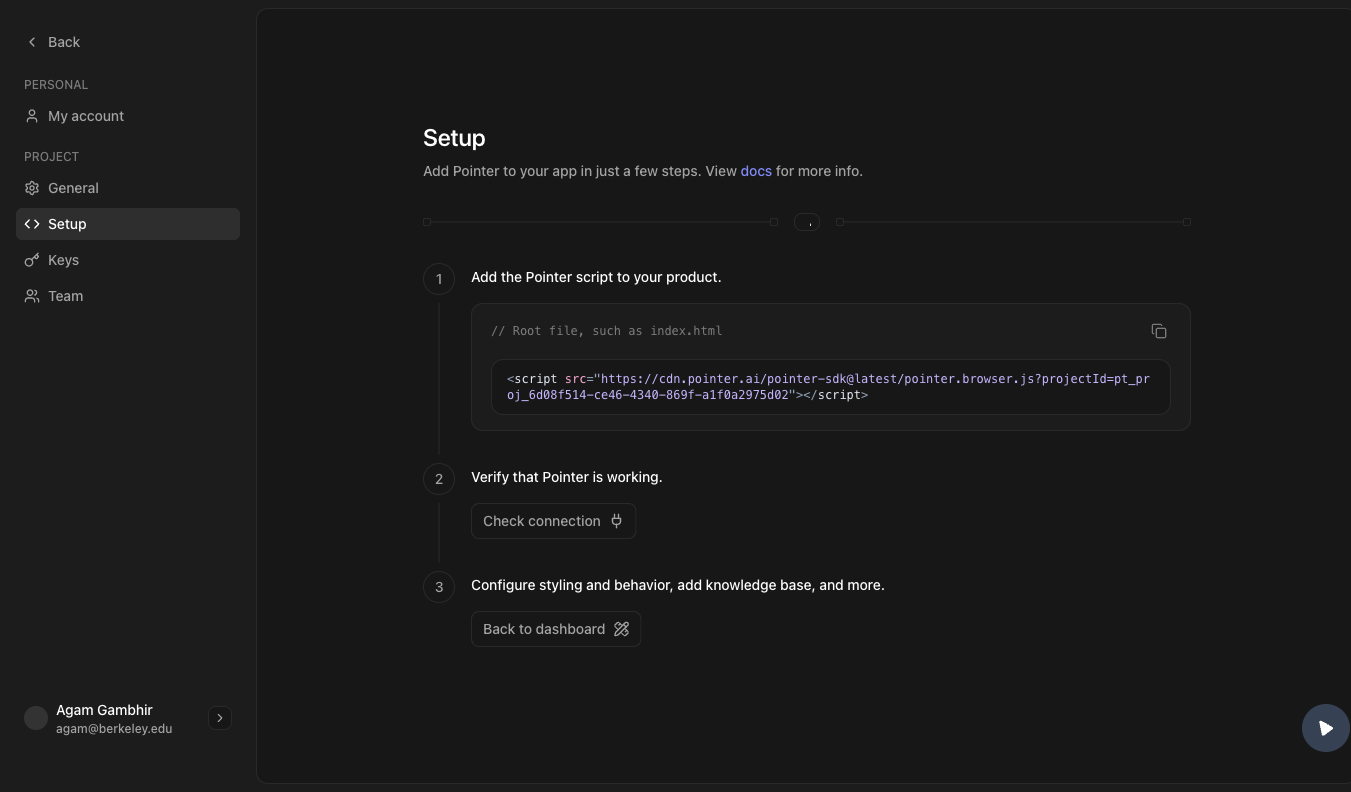 Back
PERSONAL
My account
PROJECT
General
Setup
Keys
Team
Agam Gambhir
agam@berkeley.edu
Setup
Add Pointer to your app in just a few steps. View docs for more info.
1
Add the Pointer script to your product.
// Root file, such as index.html
<script src="https://cdn.pointer.ai/pointer-sdk@latest/pointer.browser.js?projectId=pt_pr
oj_6d08f514-ce46-4340-869f-a1f0a2975d02"></script>
2
Verify that Pointer is working.
Check connection
3
Configure styling and behavior, add knowledge base, and more.
Back to dashboard